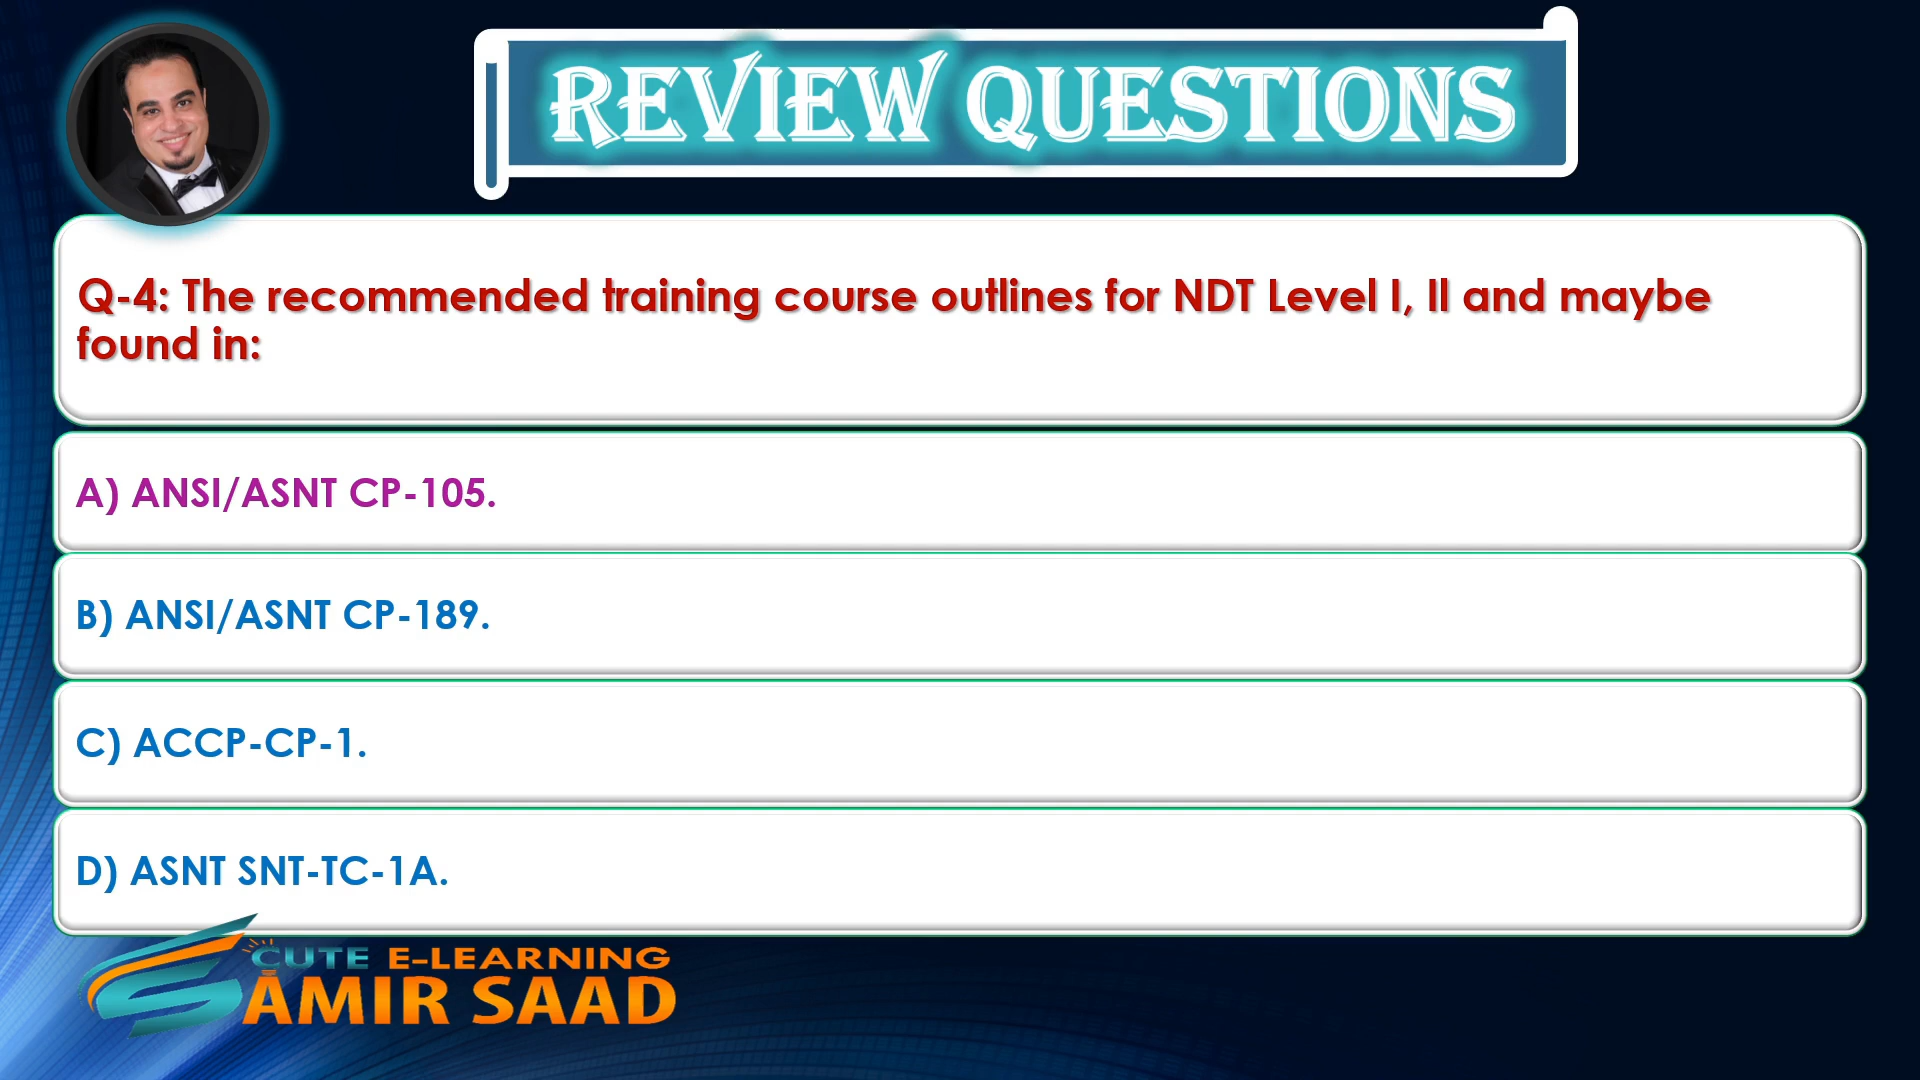 REVIEW QUESTIONS
Q-4: The recommended training course outlines for NDT Level I, II and maybe
found in:
A) ANSI/ASNT CP-105.
B) ANSI/ASNT CP-189.
C) ACCP-CP-1.
D) ASNT SNT-TC-1A.
CUTE E-LEARNING
AMIR SAAD